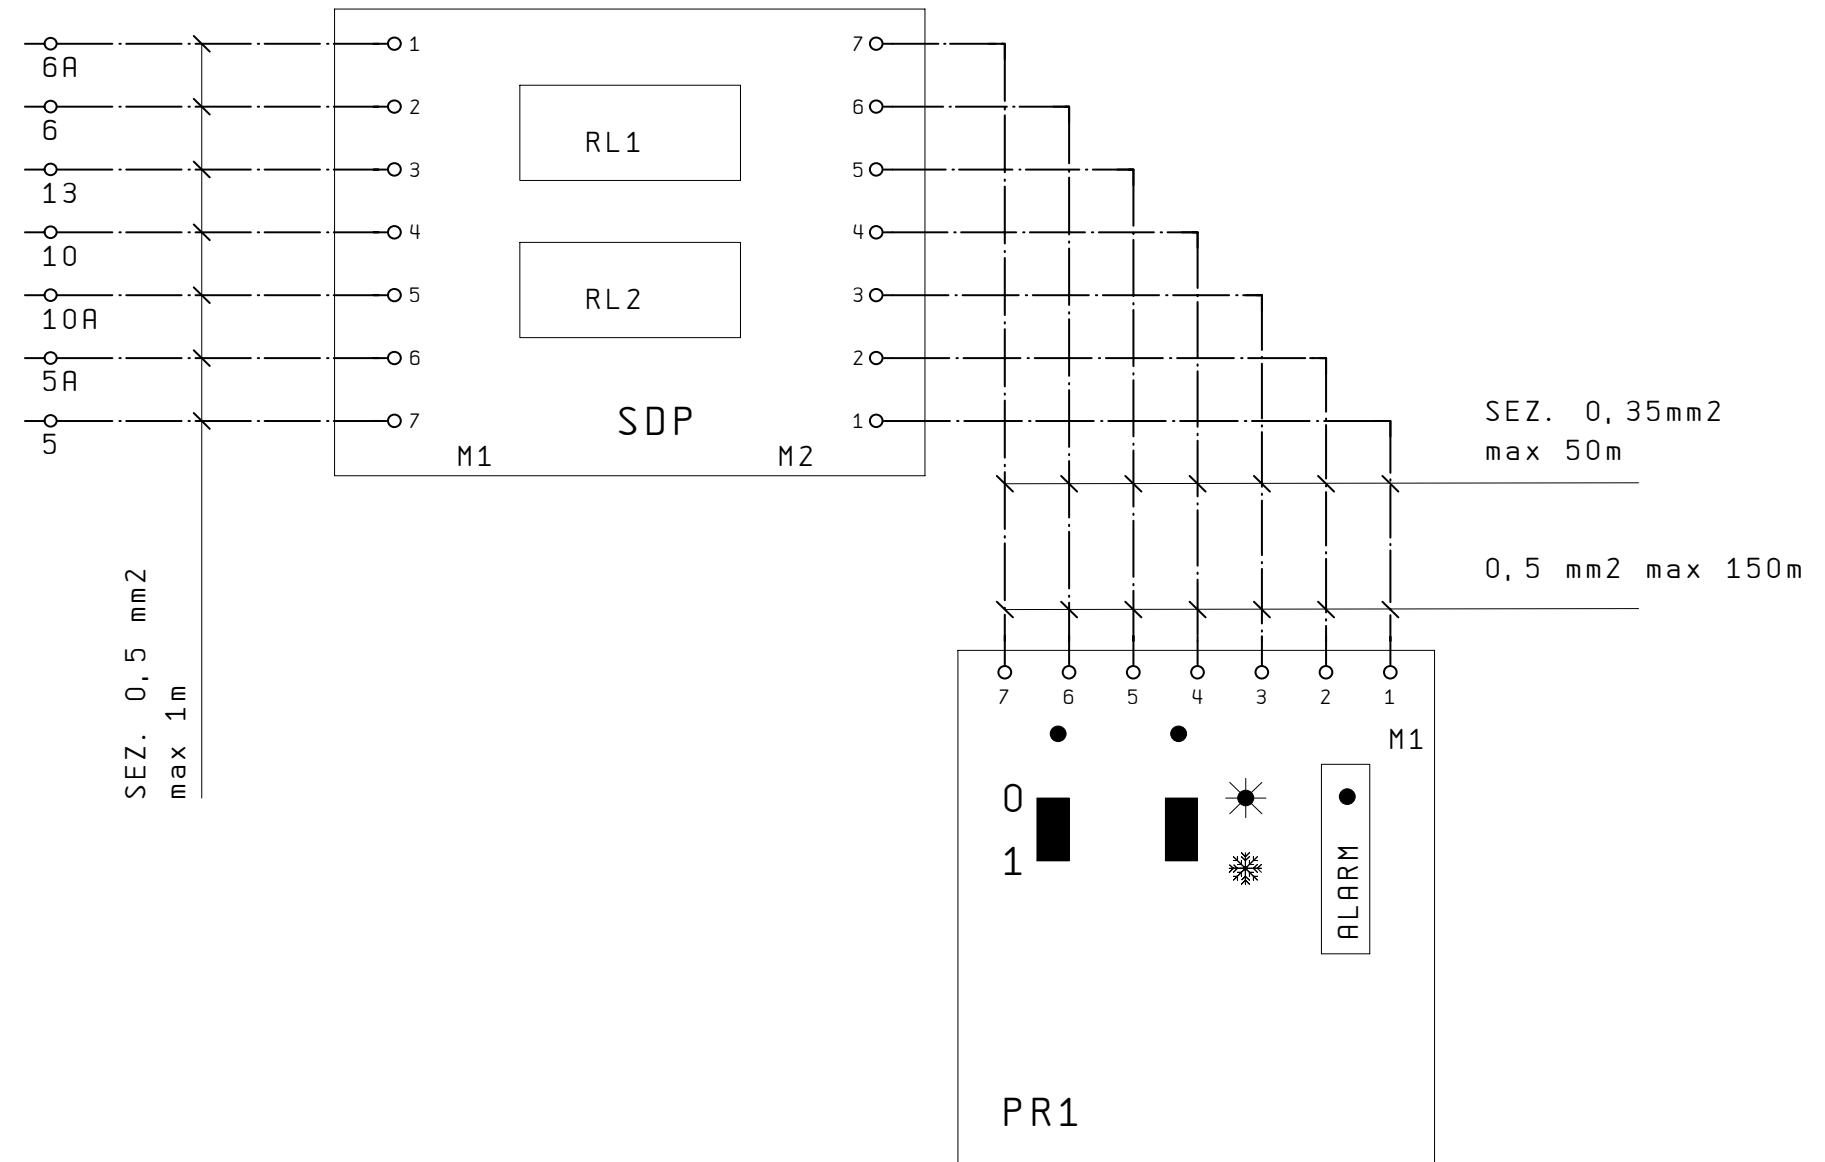 6A
1
7
6
2
6
RL1
13
3
5
10
4
4
10A
5
RL2
3
5A
6
2
5
7
SDP
1
M1
M2
SEZ. 0,35mm2
max 50m
0,5 mm2 max 150m
SEZ. 0,5 mm2
max 1m
7 6 5 4 3 2 1
M1
0
1
ALARM
PR1